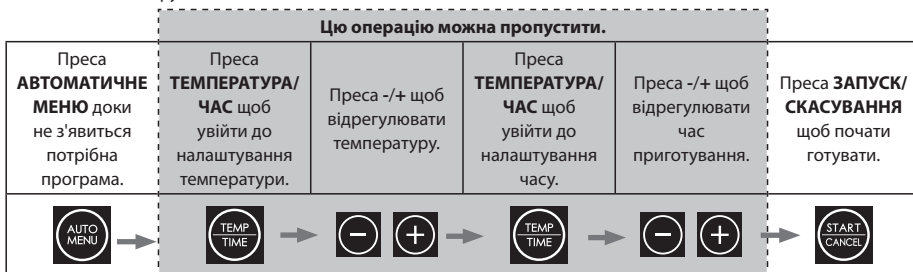 Цю операцію можна пропустити.
Преса
АВТОМАТИЧНЕ
МЕНЮ доки
не з'явиться
потрібна
програма.
Преса
ТЕМПЕРАТУРА/
ЧАС щоб
увійти до
налаштування
температури.
Преса -/+ щоб
відрегулювати
температуру.
Преса
ТЕМПЕРАТУРА/
ЧАС щоб
увійти до
налаштування
часу.
Преса -/+ щоб
відрегулювати
час
приготування.
Преса ЗАПУСК/
СКАСУВАННЯ
щоб почати
готувати.
AUTO
MENU
TEMP
TIME
- +
TEMP
TIME
- +
START
CANCEL